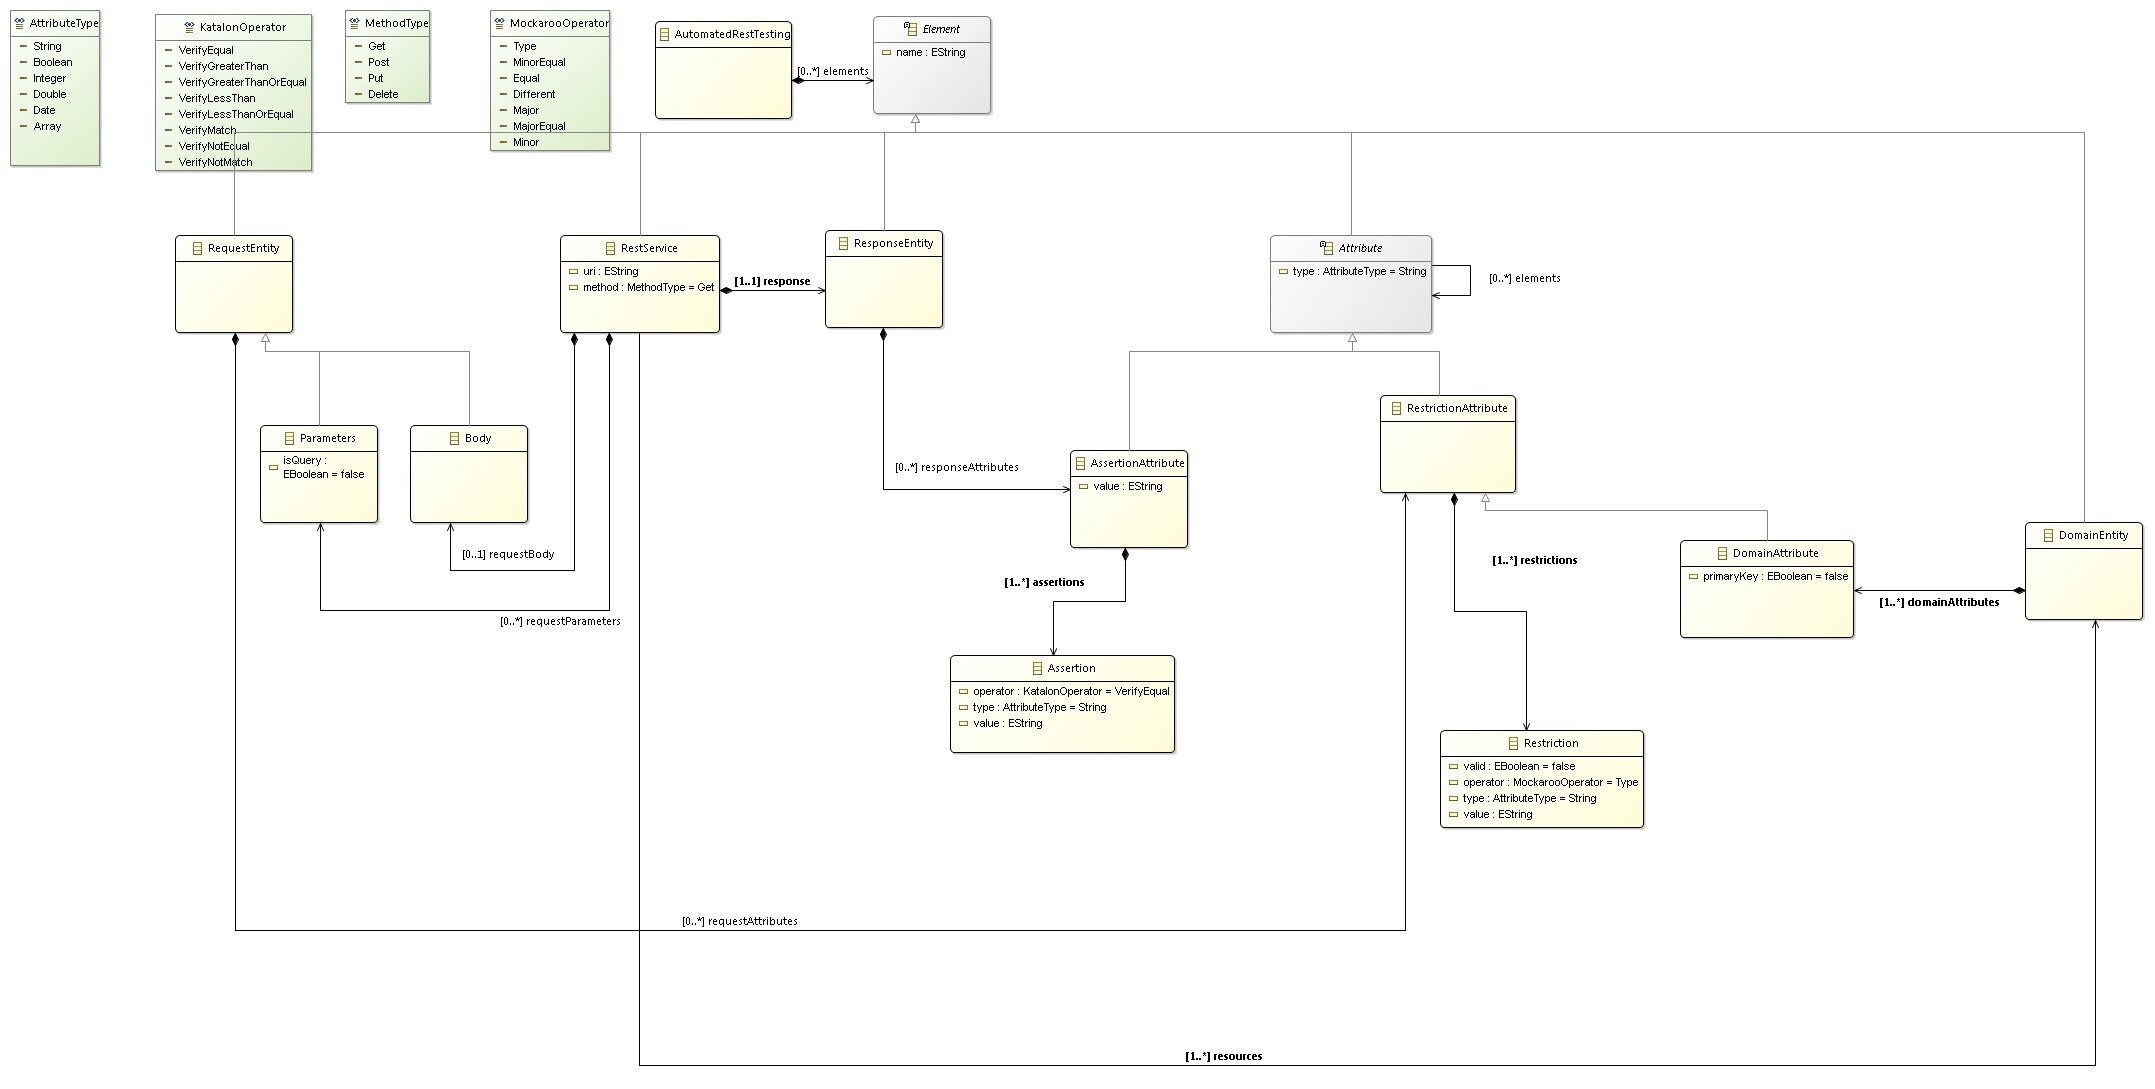 AttributeType
String
Boolean
Integer
Double
Date
Array
KatalonOperator
VerifyEqual
VerifyGreaterThan
VerifyGreaterThanOrEqual
VerifyLessThan
VerifyLessThanOrEqual
VerifyMatch
VerifyNotEqual
VerifyNotMatch
MethodType
Get
Post
Put
Delete
MockarooOperator
Type
MinorEqual
Equal
Different
Major
MajorEqual
Minor
AutomatedRestTesting
[0..*] elements
Element
name : EString
RequestEntity
RestService
uri : EString
method : MethodType = Get
[1..1] response
ResponseEntity
Attribute
type : AttributeType = String
[0..*] elements
Parameters
isQuery :
EBoolean = false
Body
[0..1] requestBody
[0..*] requestParameters
[0..*] responseAttributes
AssertionAttribute
value : EString
[1..*] assertions
Assertion
operator : KatalonOperator = VerifyEqual
type : AttributeType = String
value : EString
RestrictionAttribute
[1..*] restrictions
Restriction
valid : EBoolean = false
operator : MockarooOperator = Type
type : AttributeType = String
value : EString
DomainAttribute
primaryKey : EBoolean = false
[1..*] domainAttributes
DomainEntity
[0..*] requestAttributes
[1..*] resources